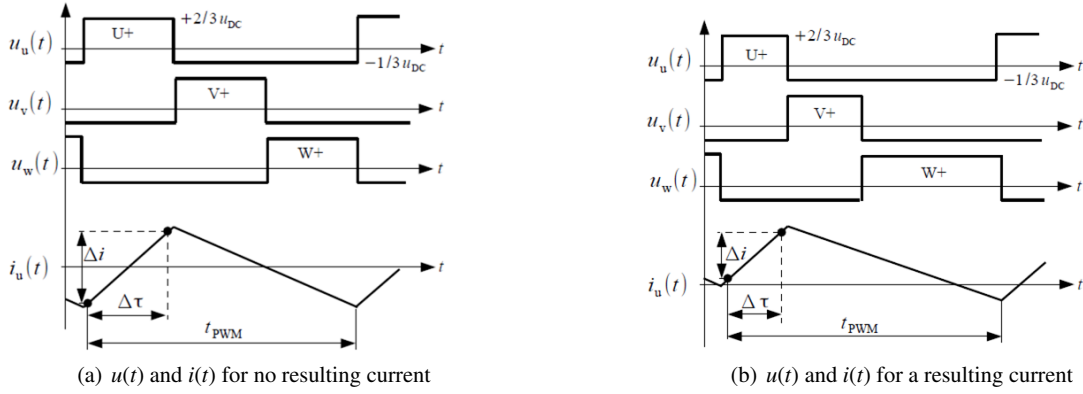 u_u(t) U+ +2/3 u_DC t
−1/3 u_DC
u_v(t) V+ t
u_w(t) W+ t
i_u(t) Δi t
Δτ
t_PWM
(a) u(t) and i(t) for no resulting current
u_u(t) U+ +2/3 u_DC t
−1/3 u_DC
u_v(t) V+ t
u_w(t) W+ t
i_u(t) Δi t
Δτ
t_PWM
(b) u(t) and i(t) for a resulting current